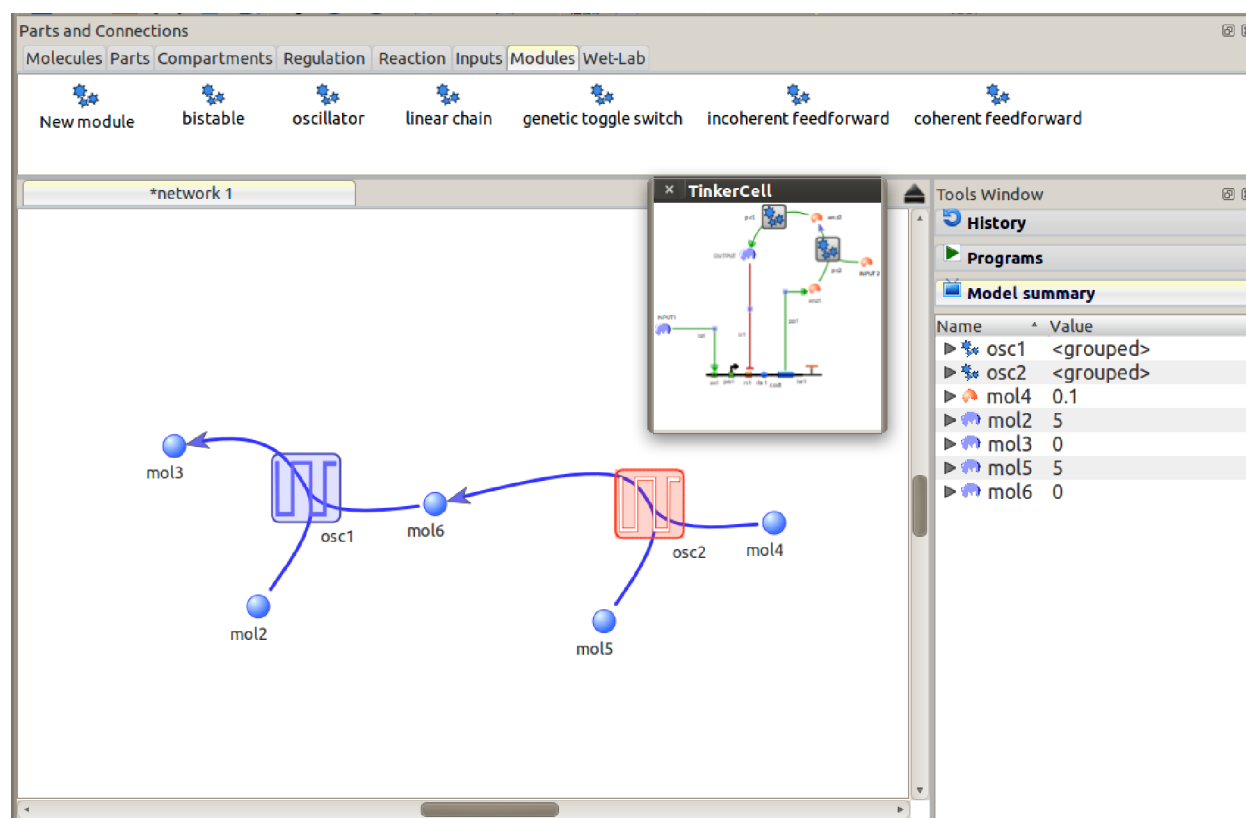 Parts and Connections
Molecules Parts Compartments Regulation Reaction Inputs Modules Wet-Lab
New module bistable oscillator linear chain genetic toggle switch incoherent feedforward coherent feedforward
*network 1
TinkerCell
OUTPUT
INPUT2
INPUT1
mol3
osc1
mol6
osc2
mol4
mol2
mol5
Tools Window
History
Programs
Model summary
Name Value
osc1 <grouped>
osc2 <grouped>
mol4 0.1
mol2 5
mol3 0
mol5 5
mol6 0